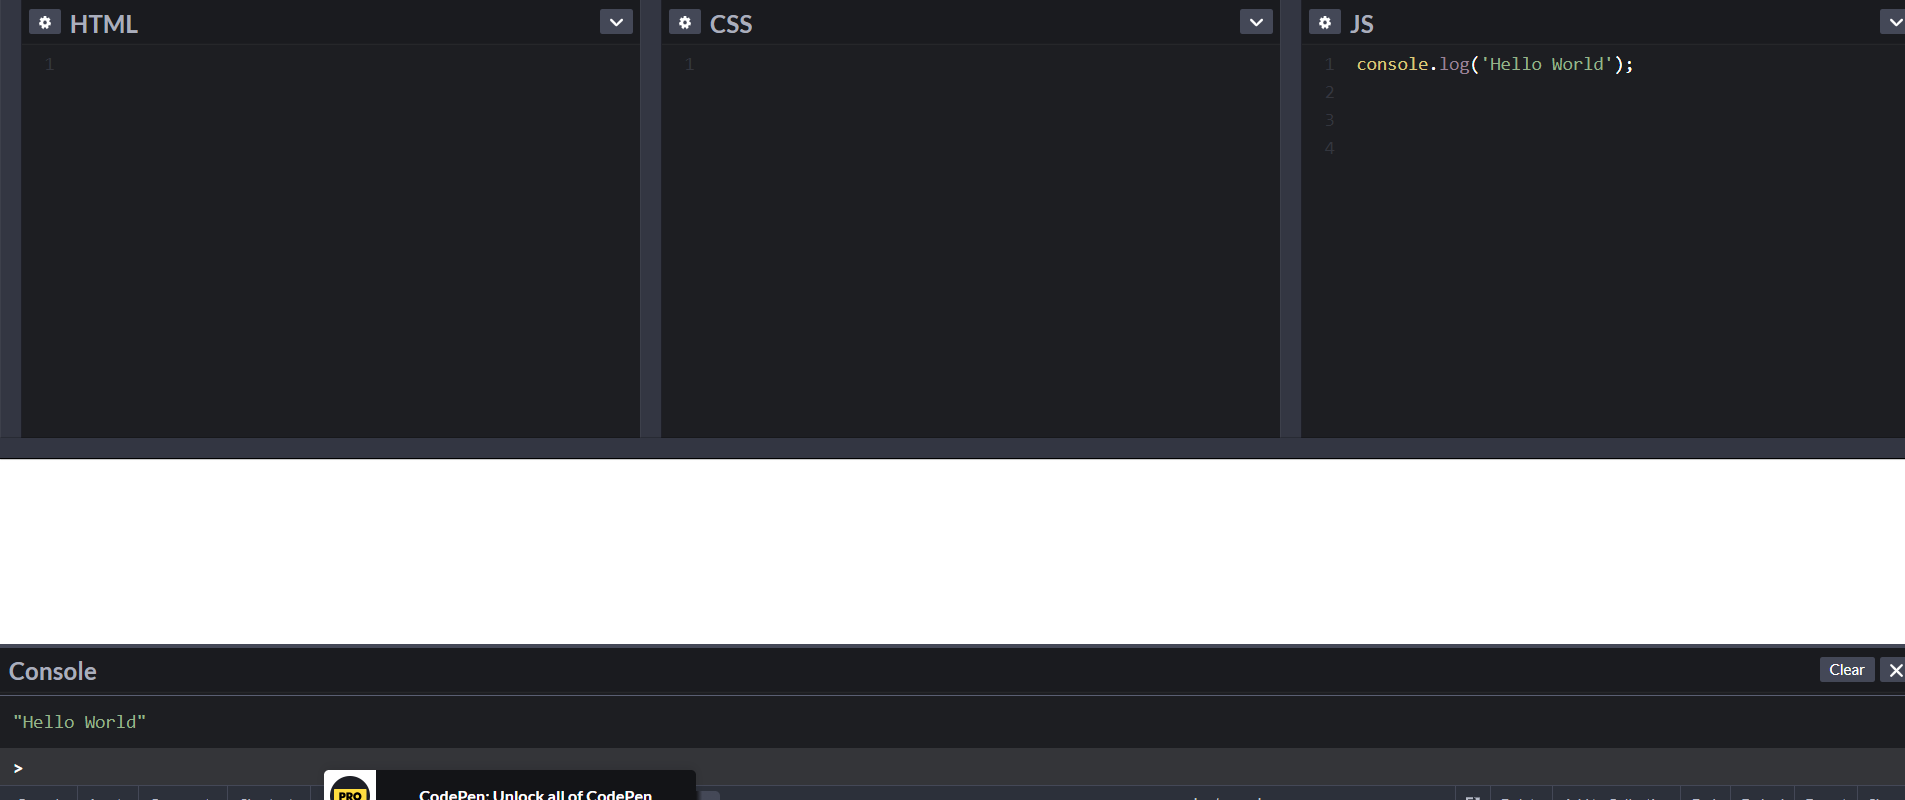 HTML
CSS
JS
1
1
1 console.log('Hello World');
2
3
4
Console
Clear
"Hello World"
>
PRO
CodePen: Unlock all of CodePen